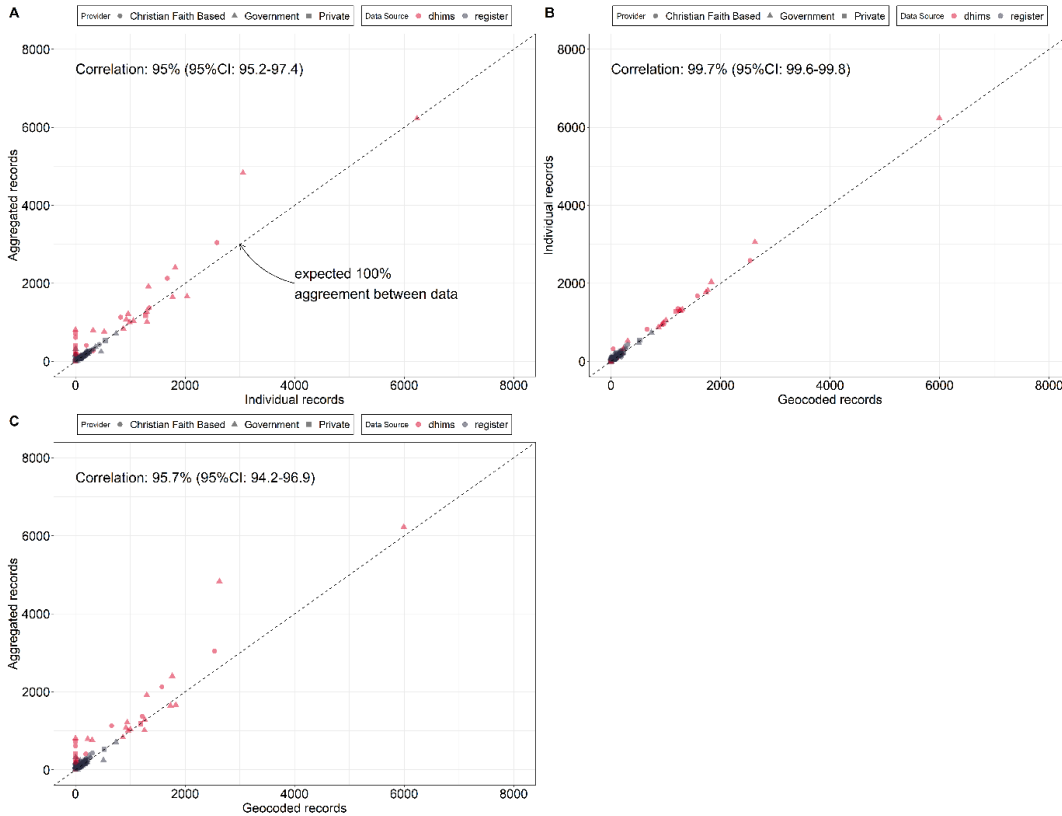 A
Provider Christian Faith Based Government Private Data Source dhims register
Correlation: 95% (95%CI: 95.2-97.4)
8000
6000
4000
2000
0
Aggregated records
expected 100%
aggreement between data
0 2000 4000 6000 8000
Individual records
B
Provider Christian Faith Based Government Private Data Source dhims register
Correlation: 99.7% (95%CI: 99.6-99.8)
8000
6000
4000
2000
0
Individual records
0 2000 4000 6000 8000
Geocoded records
C
Provider Christian Faith Based Government Private Data Source dhims register
Correlation: 95.7% (95%CI: 94.2-96.9)
8000
6000
4000
2000
0
Aggregated records
0 2000 4000 6000 8000
Geocoded records